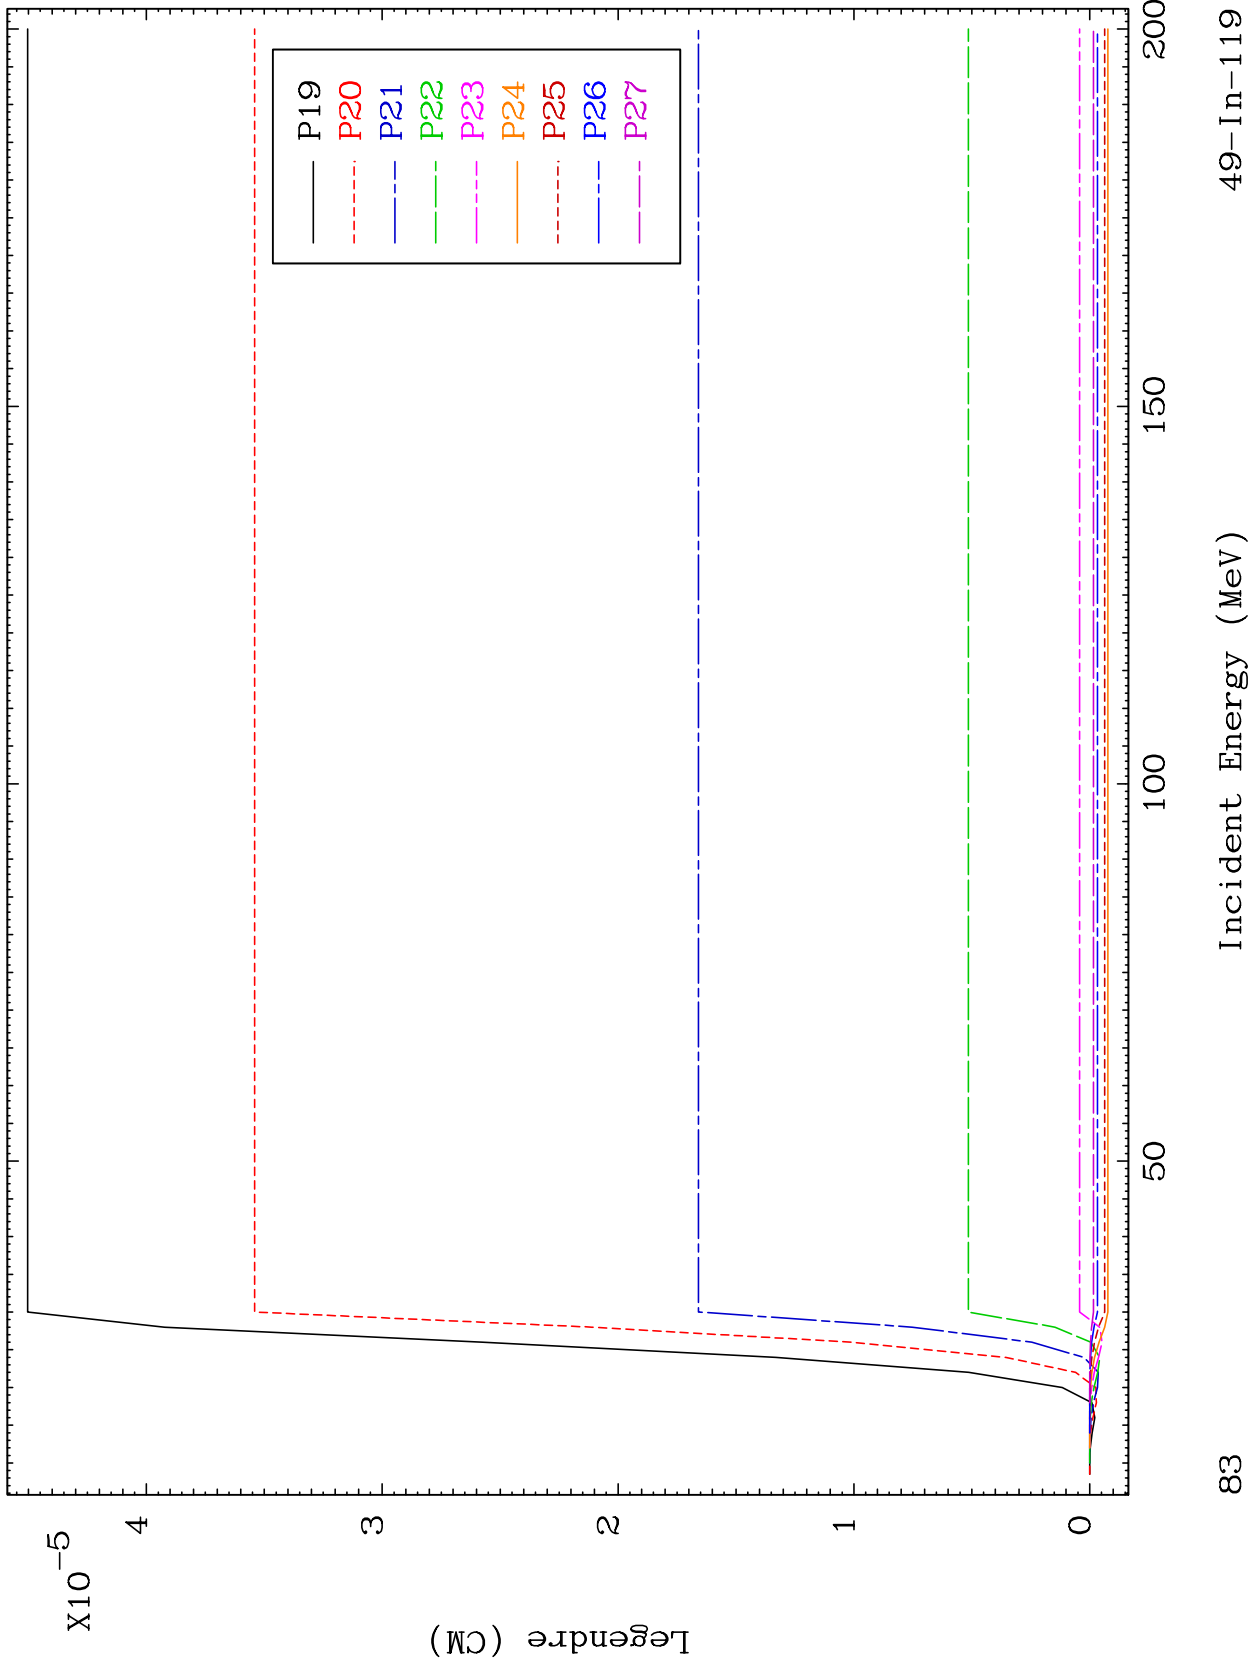 X10-5
Legendre (CM)
4
3
2
1
0
P19
P20
P21
P22
P23
P24
P25
P26
P27
50
100
150
200
83
Incident Energy (MeV)
49-In-119